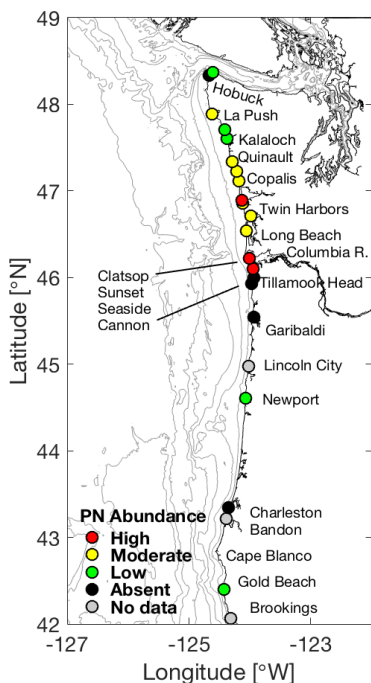 49
48
47
46
45
44
43
42
Latitude [°N]
Hobuck
La Push
Kalaloch
Quinault
Copalis
Twin Harbors
Long Beach
Columbia R.
Clatsop
Sunset
Seaside
Cannon
Tillamook Head
Garibaldi
Lincoln City
Newport
Charleston
Bandon
Cape Blanco
Gold Beach
Brookings
PN Abundance
High
Moderate
Low
Absent
No data
-127
-125
-123
Longitude [°W]